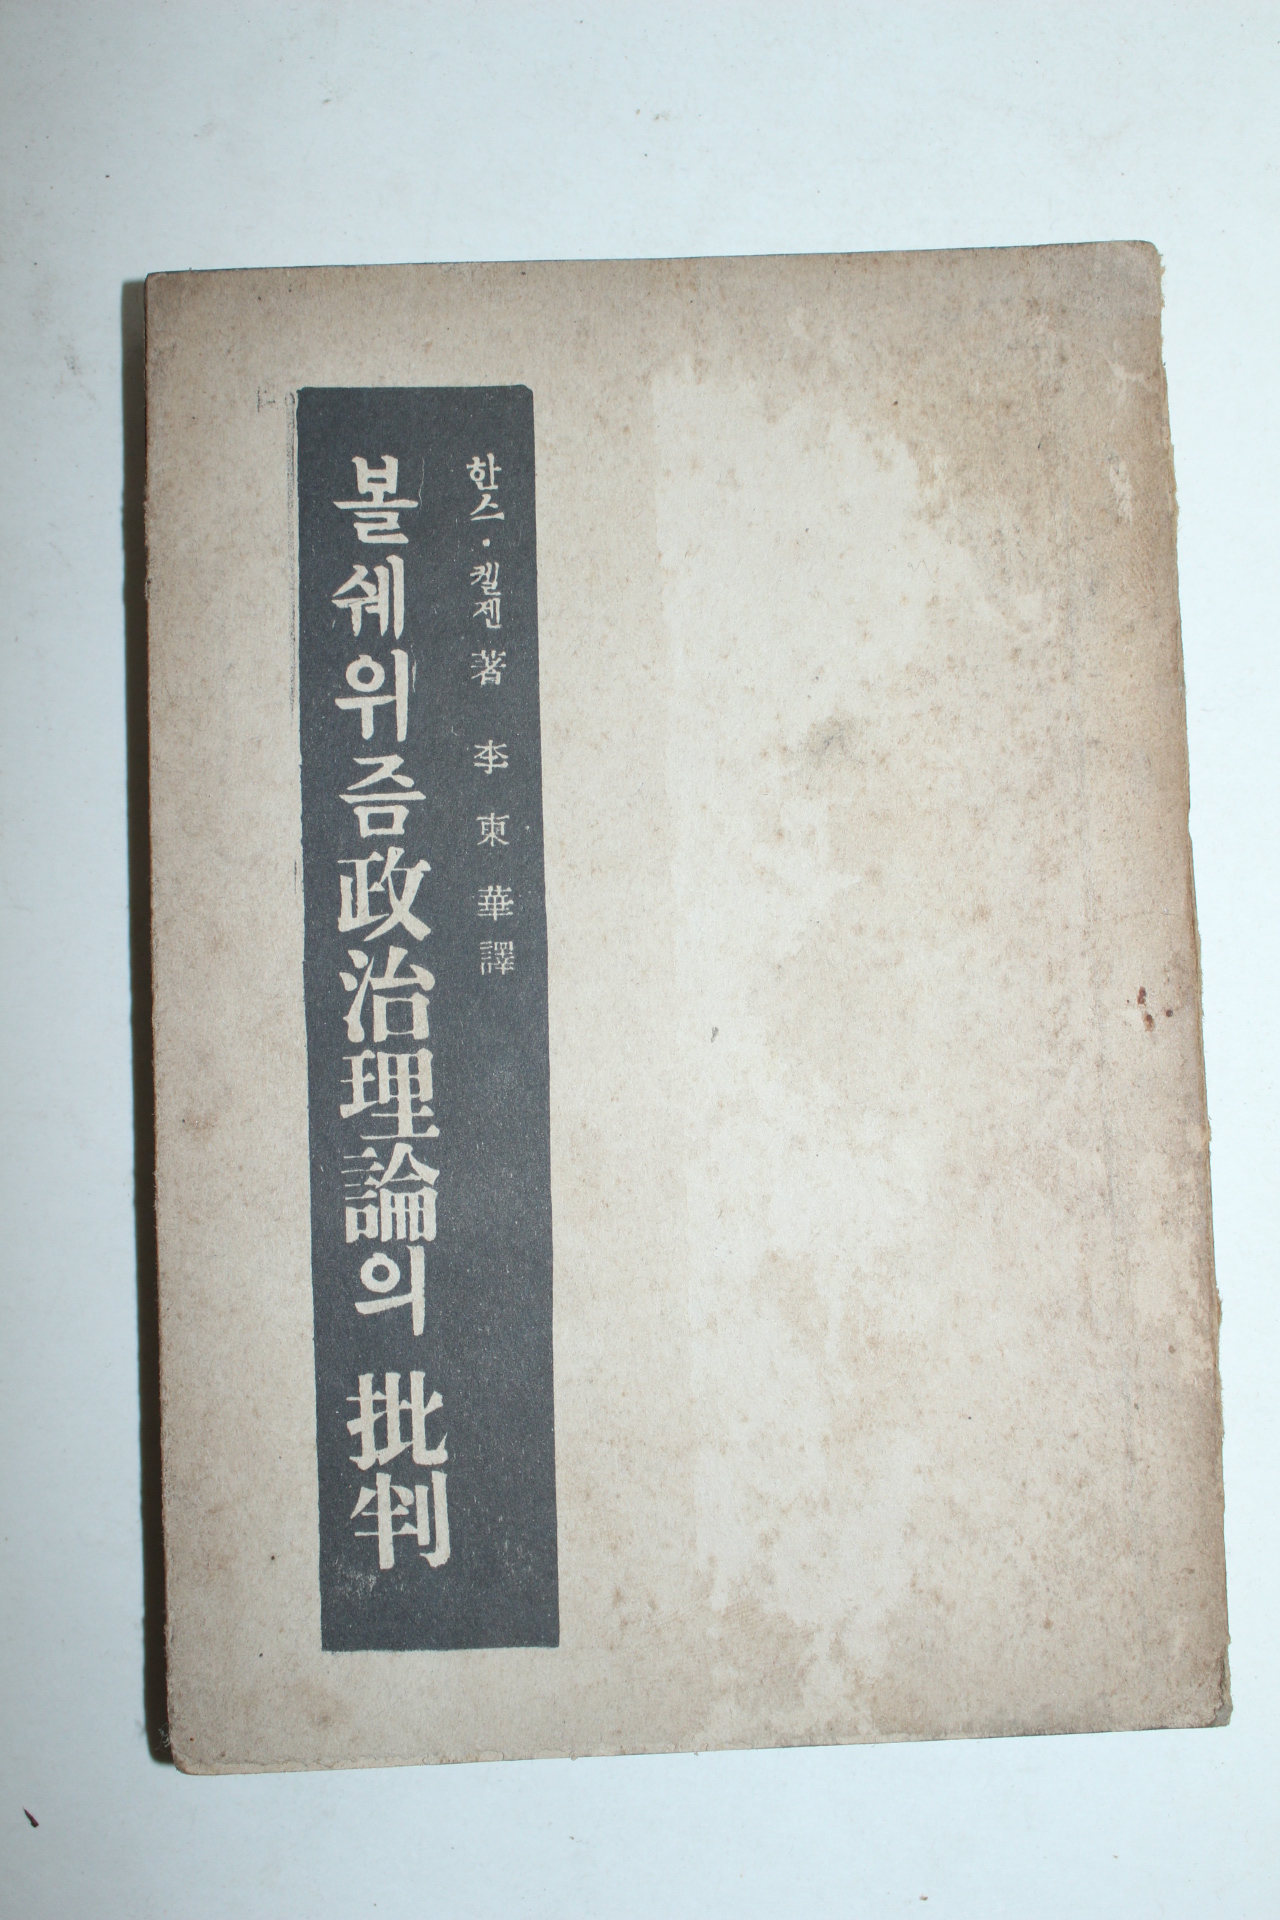 한스·켈젠 著 李東華 譯
볼쉐위즘政治理論의 批判